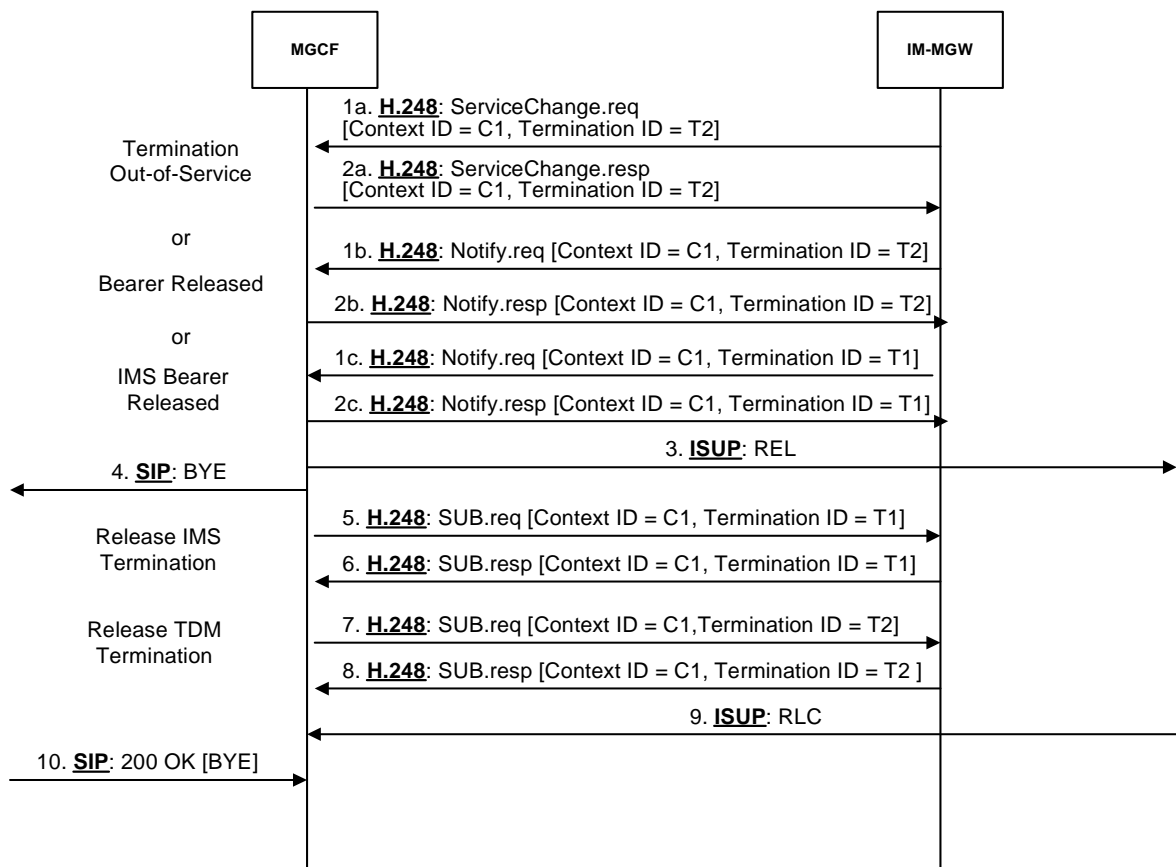 MGCF
IM-MGW
1a. H.248: ServiceChange.req
[Context ID = C1, Termination ID = T2]
Termination
Out-of-Service
2a. H.248: ServiceChange.resp
[Context ID = C1, Termination ID = T2]
or
1b. H.248: Notify.req [Context ID = C1, Termination ID = T2]
Bearer Released
2b. H.248: Notify.resp [Context ID = C1, Termination ID = T2]
or
1c. H.248: Notify.req [Context ID = C1, Termination ID = T1]
IMS Bearer
Released
2c. H.248: Notify.resp [Context ID = C1, Termination ID = T1]
3. ISUP: REL
4. SIP: BYE
5. H.248: SUB.req [Context ID = C1, Termination ID = T1]
Release IMS
Termination
6. H.248: SUB.resp [Context ID = C1, Termination ID = T1]
7. H.248: SUB.req [Context ID = C1,Termination ID = T2]
Release TDM
Termination
8. H.248: SUB.resp [Context ID = C1, Termination ID = T2 ]
9. ISUP: RLC
10. SIP: 200 OK [BYE]